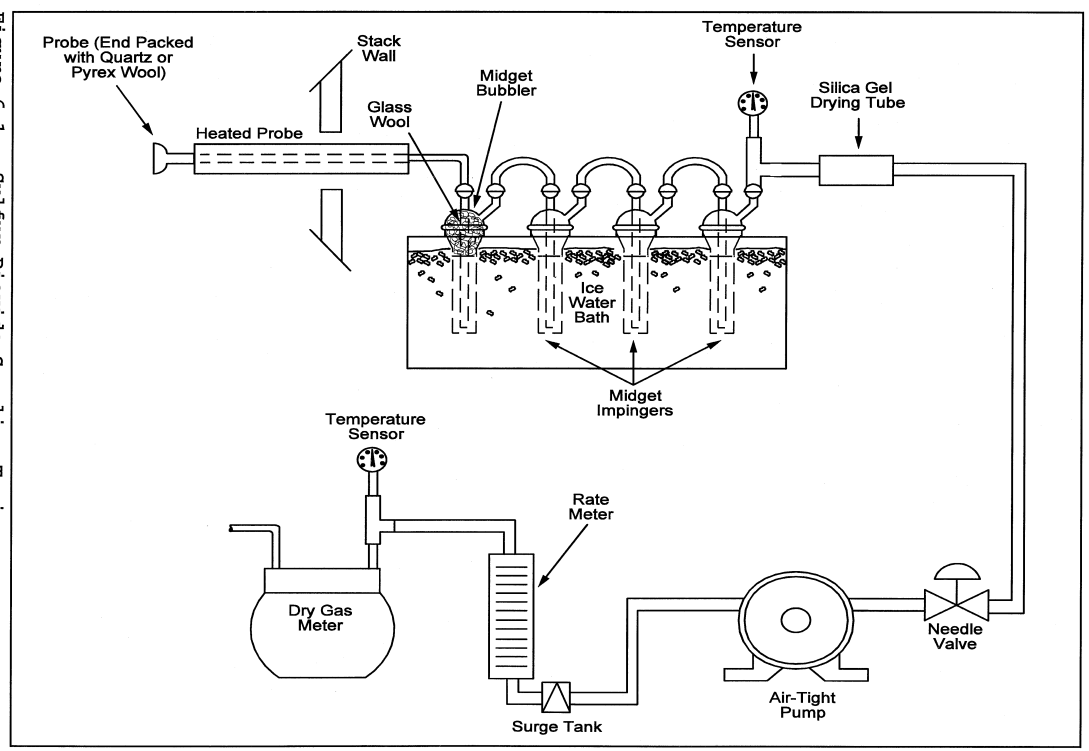 Probe (End Packed
with Quartz or
Pyrex Wool)
Stack
Wall
Temperature
Sensor
Midget
Bubbler
Glass
Wool
Silica Gel
Drying Tube
Heated Probe
Ice
Water
Bath
Midget
Impingers
Temperature
Sensor
Rate
Meter
Dry Gas
Meter
Needle
Valve
Air-Tight
Pump
Surge Tank